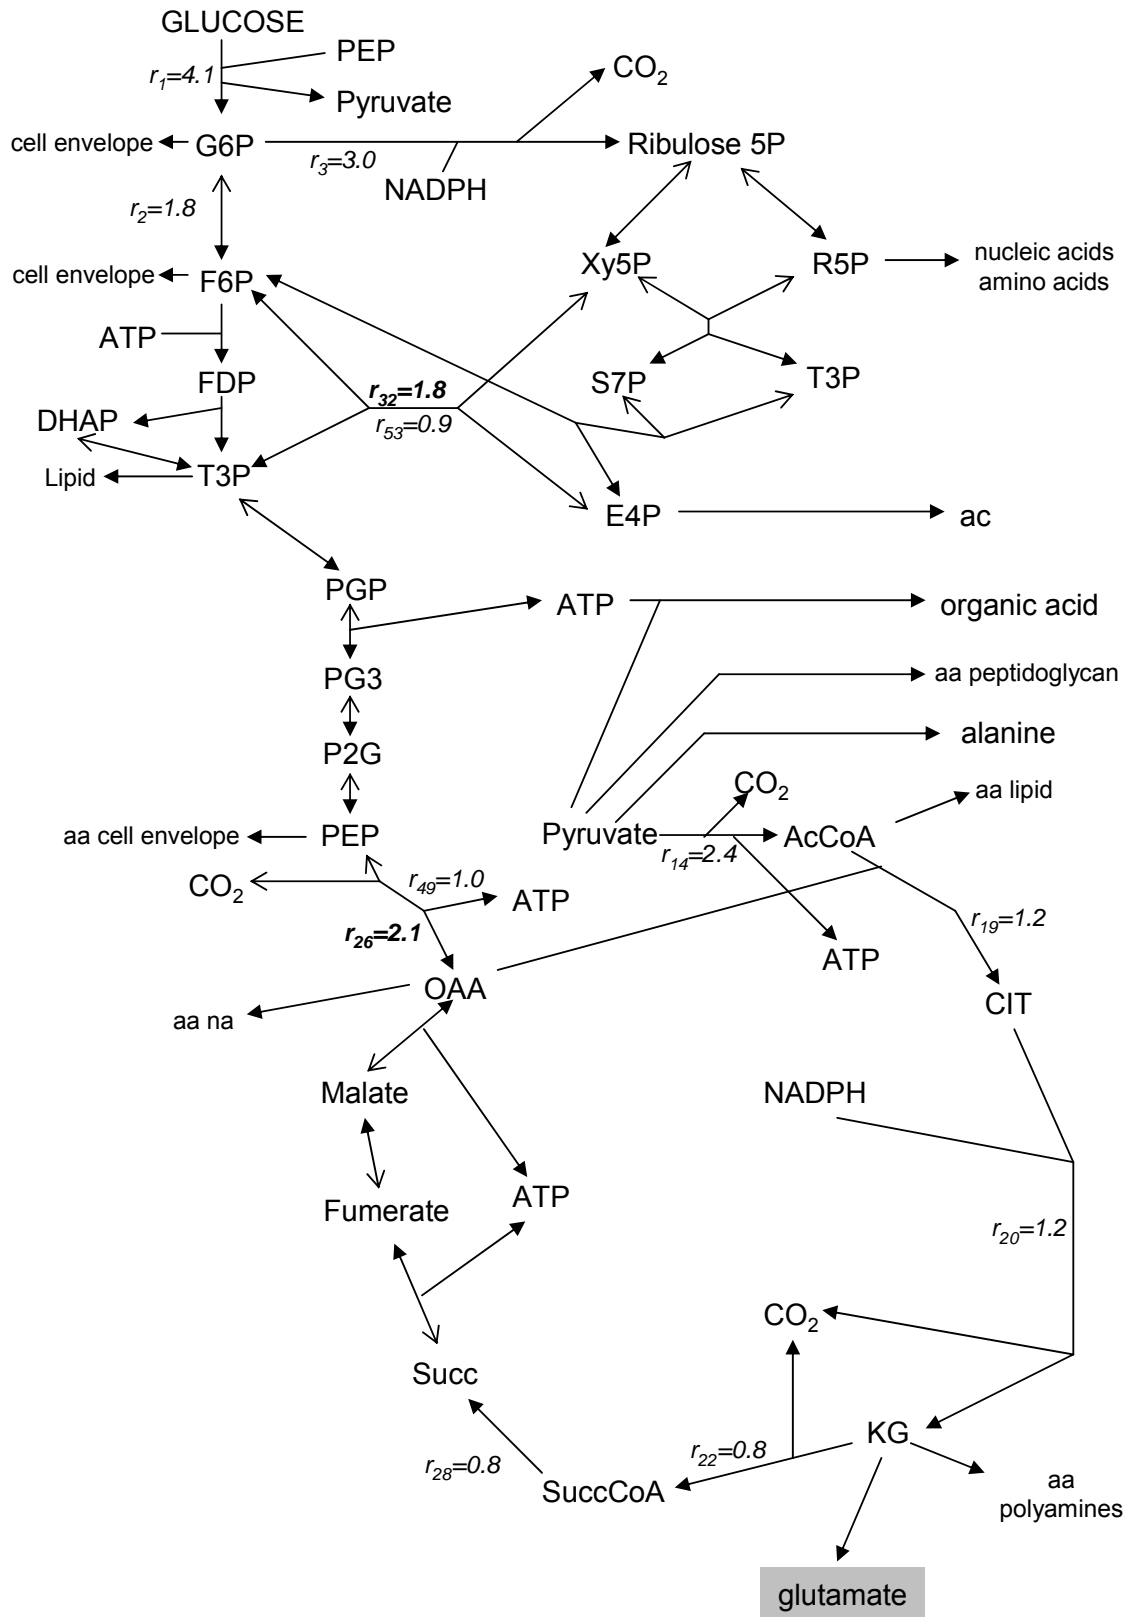 GLUCOSE
PEP
r1=4.1
CO2
Pyruvate
cell envelope
G6P
Ribulose 5P
r3=3.0
NADPH
r2=1.8
cell envelope
F6P
Xy5P
R5P
nucleic acids
amino acids
ATP
FDP
S7P
T3P
DHAP
r32=1.8
r53=0.9
Lipid
T3P
E4P
ac
PGP
ATP
organic acid
PG3
aa peptidoglycan
alanine
P2G
CO2
aa lipid
aa cell envelope
PEP
Pyruvate
r14=2.4
AcCoA
CO2
r49=1.0
ATP
r26=2.1
r19=1.2
ATP
OAA
CIT
aa na
Malate
NADPH
Fumerate
ATP
r20=1.2
CO2
Succ
KG
r22=0.8
r28=0.8
SuccCoA
aa
polyamines
glutamate